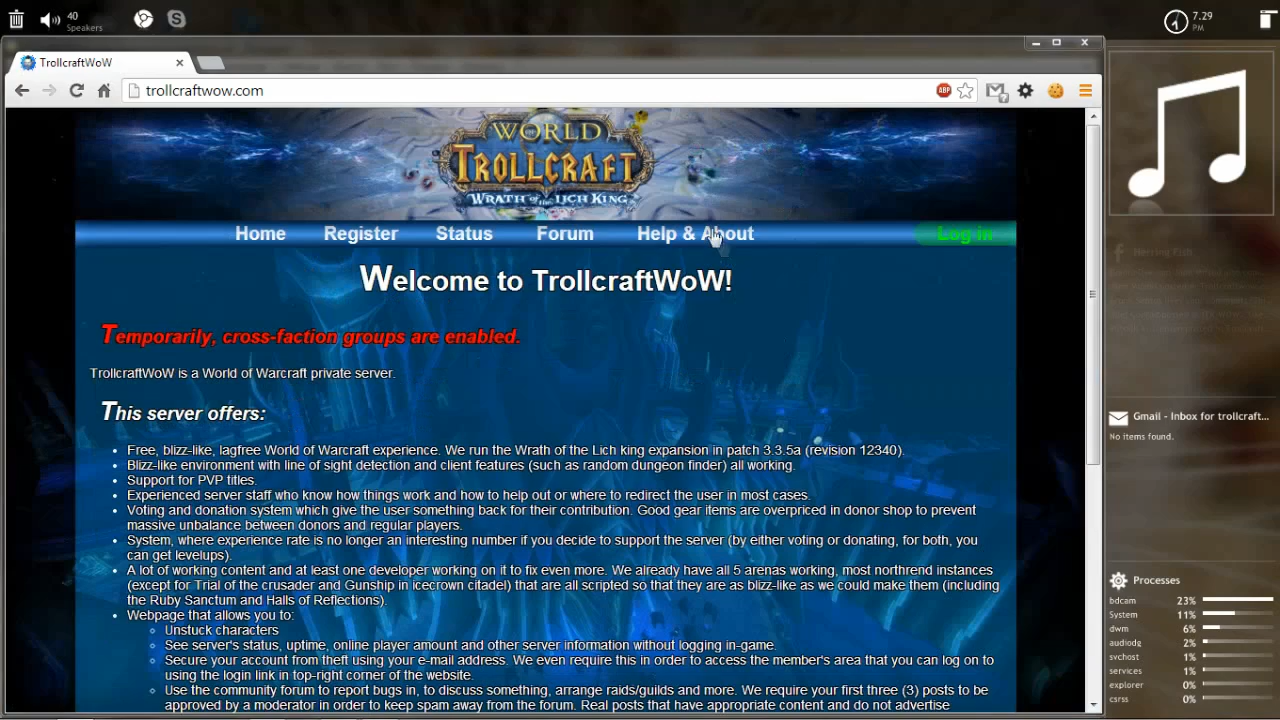 40
Speakers
7.29
PM
TrollcraftWoW
trollcraftwow.com
ABP
WORLD
TROLLCRAFT
WRATH OF THE LICH KING
Home Register Status Forum Help & About Log in
Welcome to TrollcraftWoW!
Temporarily, cross-faction groups are enabled.
TrollcraftWoW is a World of Warcraft private server.
This server offers:
Free, blizz-like, lagfree World of Warcraft experience. We run the Wrath of the Lich king expansion in patch 3.3.5a (revision 12340).
Blizz-like environment with line of sight detection and client features (such as random dungeon finder) all working.
Support for PVP titles.
Experienced server staff who know how things work and how to help out or where to redirect the user in most cases.
Voting and donation system which give the user something back for their contribution. Good gear items are overpriced in donor shop to prevent
massive unbalance between donors and regular players.
System, where experience rate is no longer an interesting number if you decide to support the server (by either voting or donating, for both, you
can get levelups).
A lot of working content and at least one developer working on it to fix even more. We already have all 5 arenas working, most northrend instances
(except for Trial of the crusader and Gunship in icecrown citadel) that are all scripted so that they are as blizz-like as we could make them (including
the Ruby Sanctum and Halls of Reflections).
Webpage that allows you to:
Unstuck characters
See server's status, uptime, online player amount and other server information without logging in-game.
Secure your account from theft using your e-mail address. We even require this in order to access the member's area that you can log on to
using the login link in top-right corner of the website.
Use the community forum to report bugs in, to discuss something, arrange raids/guilds and more. We require your first three (3) posts to be
approved by a moderator in order to keep spam away from the forum. Real posts that have appropriate content and do not advertise
Herring Fish
Gmail - Inbox for trollcraft...
No items found.
Processes
bdcam 23%
System 11%
dwm 6%
audiodg 2%
svchost 1%
services 1%
explorer 0%
csrss 0%